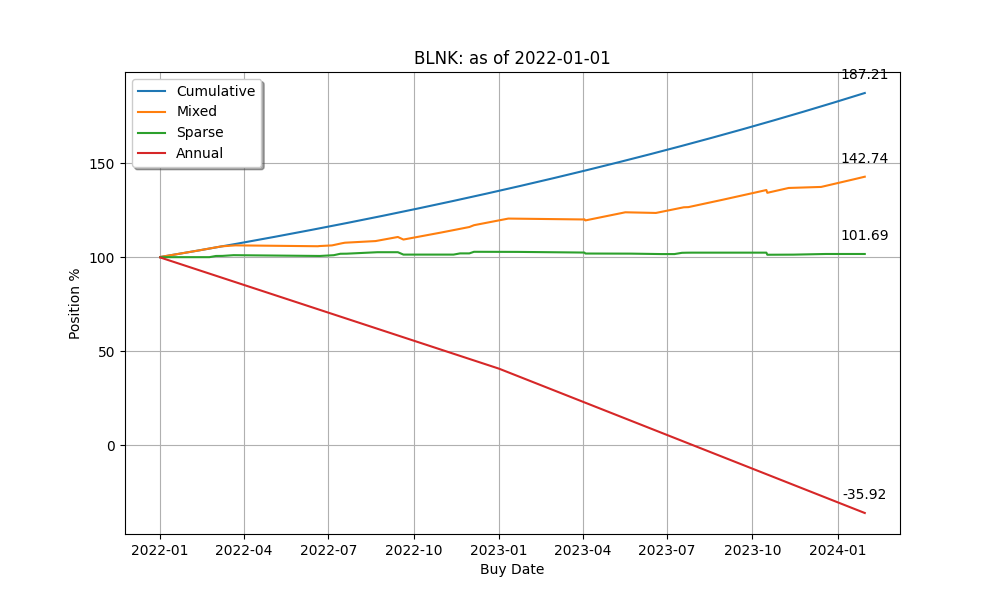 BLNK: as of 2022-01-01
Cumulative
Mixed
Sparse
Annual
187.21
142.74
101.69
-35.92
150
100
50
0
Position %
2022-01 2022-04 2022-07 2022-10 2023-01 2023-04 2023-07 2023-10 2024-01
Buy Date